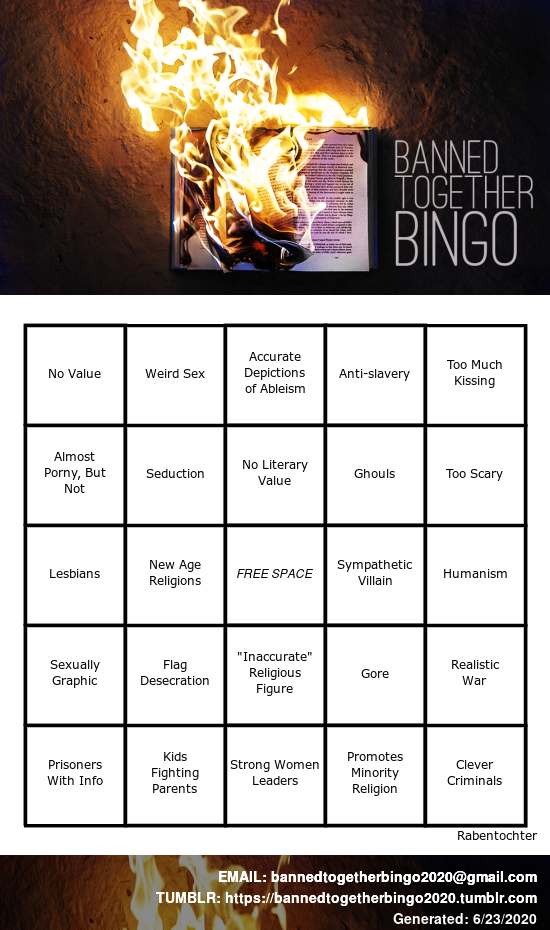 BANNED
TOGETHER
BINGO
No Value
Weird Sex
Accurate
Depictions
of Ableism
Anti-slavery
Too Much
Kissing
Almost
Porny, But
Not
Seduction
No Literary
Value
Ghouls
Too Scary
Lesbians
New Age
Religions
FREE SPACE
Sympathetic
Villain
Humanism
Sexually
Graphic
Flag
Desecration
"Inaccurate"
Religious
Figure
Gore
Realistic
War
Prisoners
With Info
Kids
Fighting
Parents
Strong Women
Leaders
Promotes
Minority
Religion
Clever
Criminals
Rabentochter
EMAIL: bannedtogetherbingo2020@gmail.com
TUMBLR: https://bannedtogetherbingo2020.tumblr.com
Generated: 6/23/2020